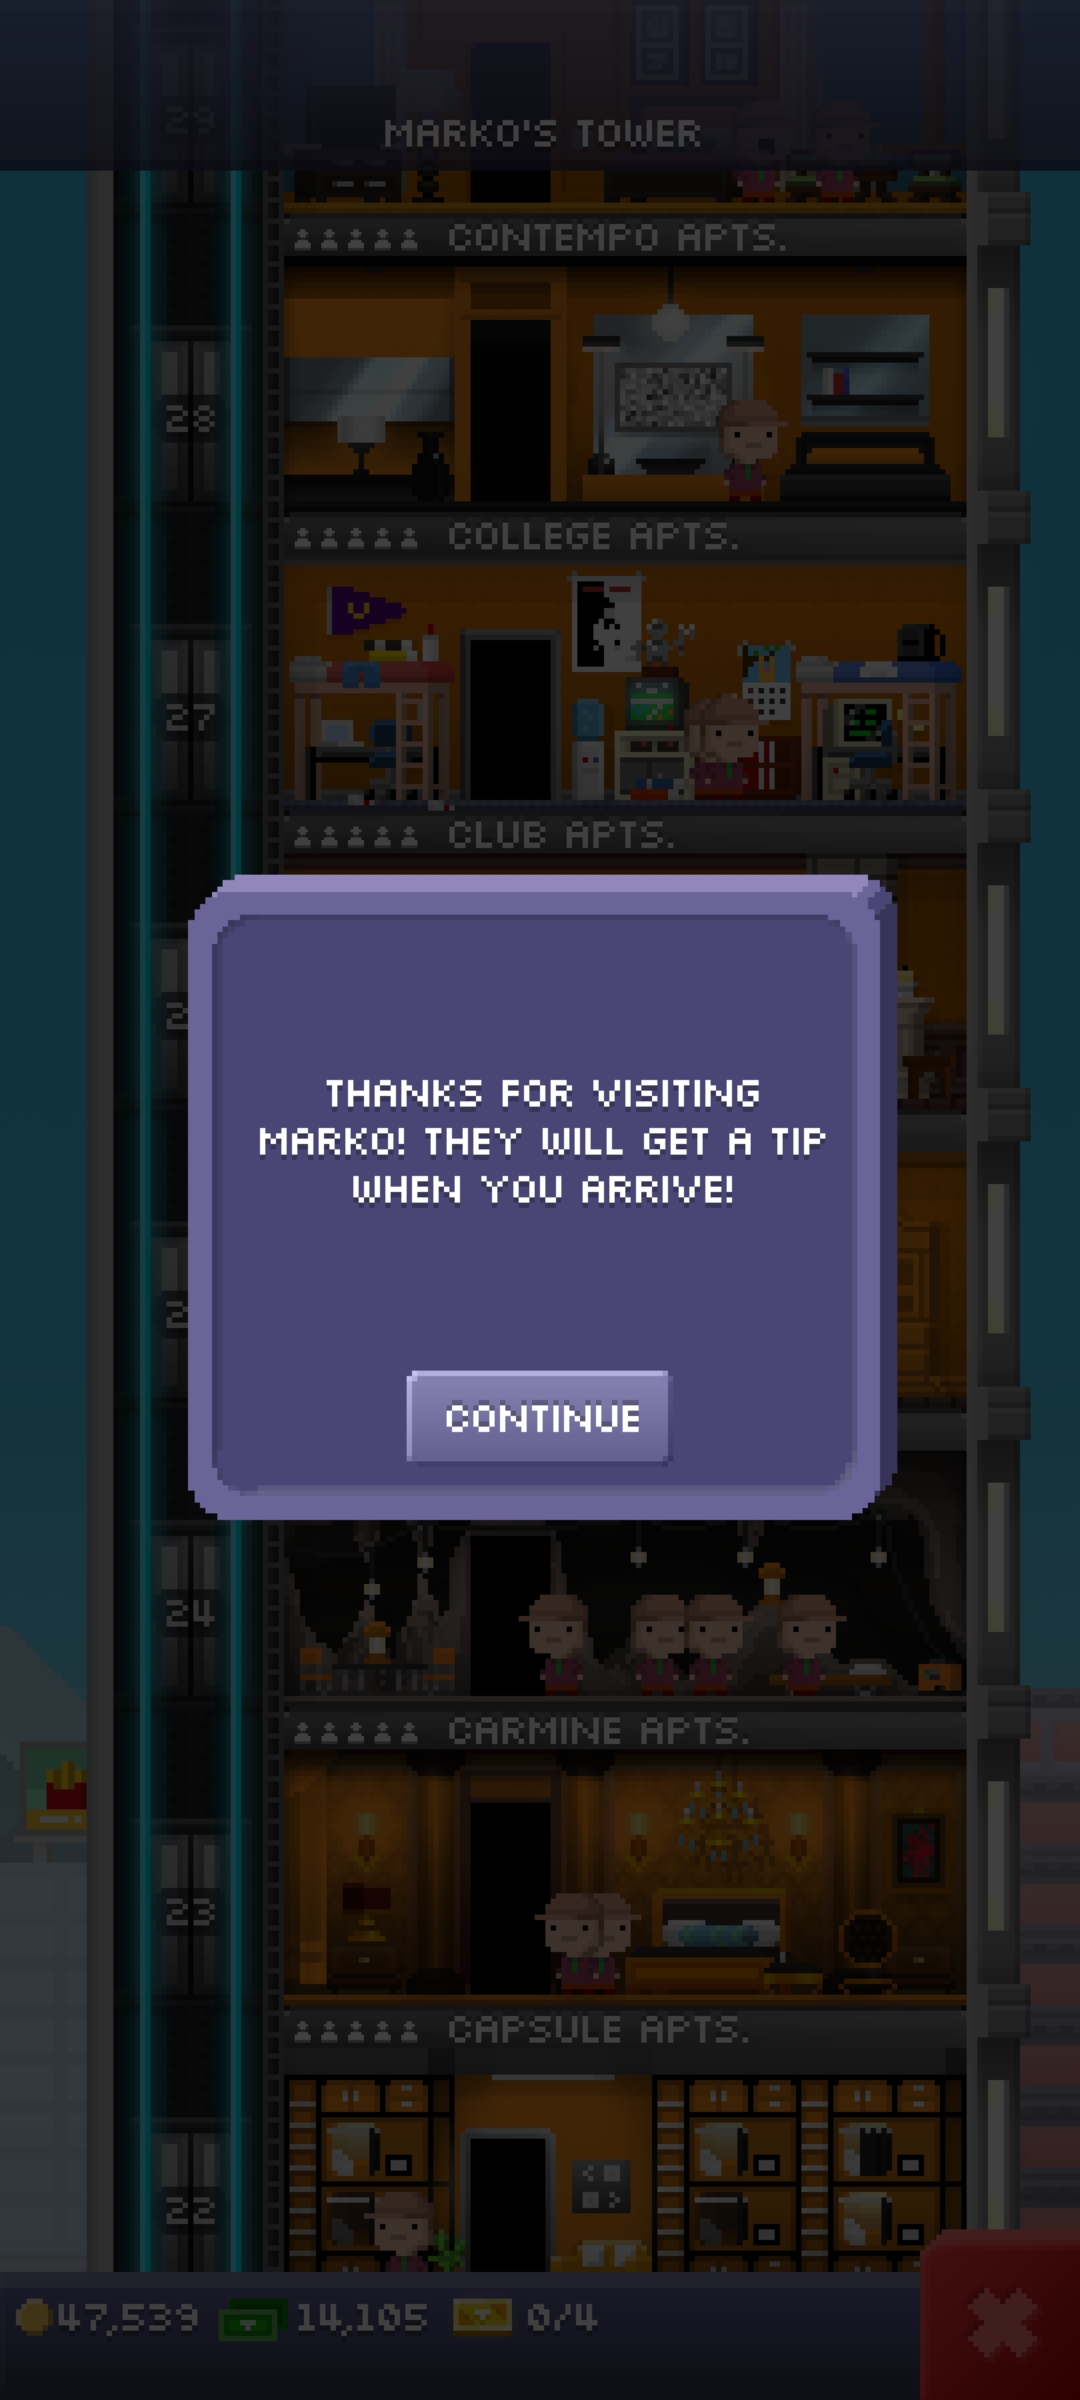 29
MARKO'S TOWER
CONTEMPO APTS.
28
COLLEGE APTS.
27
CLUB APTS.
THANKS FOR VISITING
MARKO! THEY WILL GET A TIP
WHEN YOU ARRIVE!
CONTINUE
24
CARMINE APTS.
23
CAPSULE APTS.
22
47,539 14,105 0/4